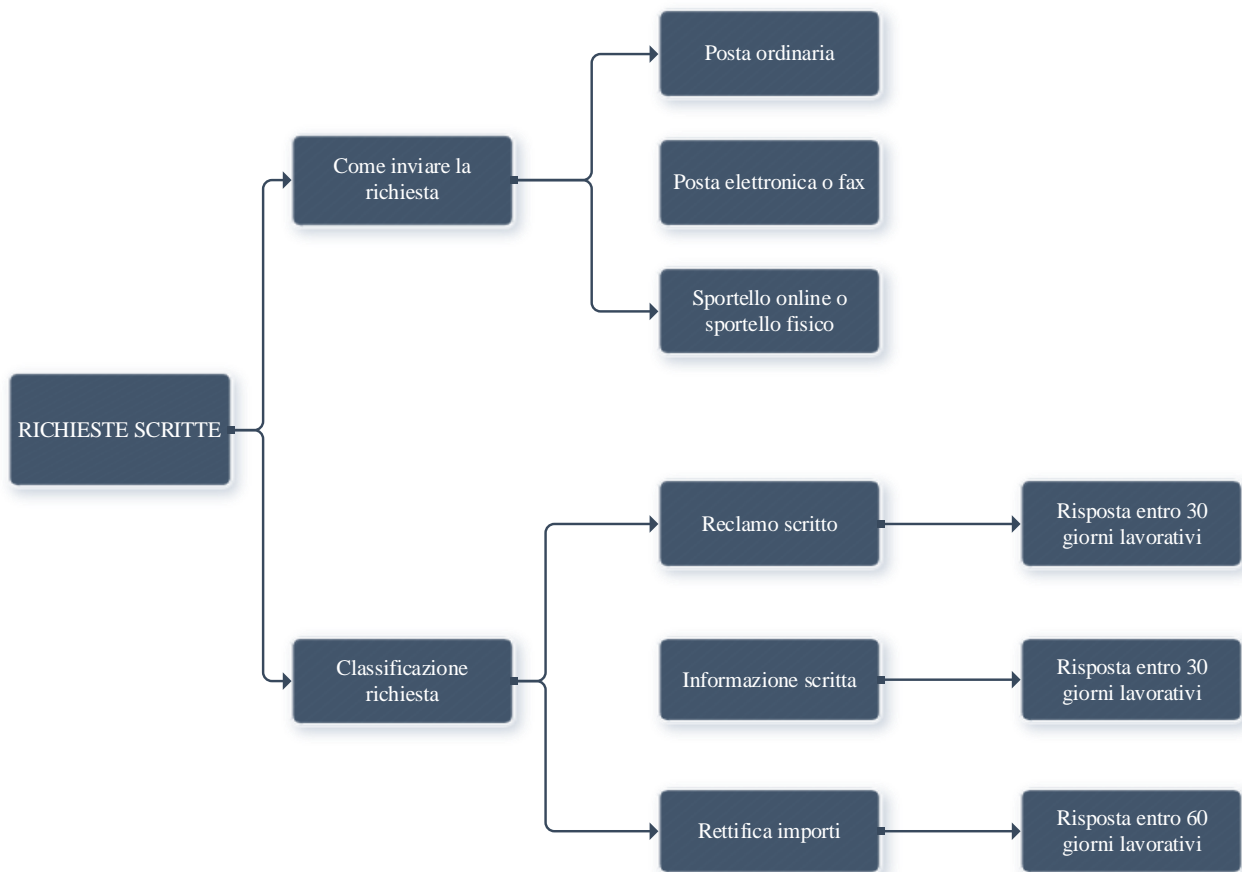 Posta ordinaria
Come inviare la
richiesta
Posta elettronica o fax
Sportello online o
sportello fisico
RICHIESTE SCRITTE
Reclamo scritto
Risposta entro 30
giorni lavorativi
Classificazione
richiesta
Informazione scritta
Risposta entro 30
giorni lavorativi
Rettifica importi
Risposta entro 60
giorni lavorativi